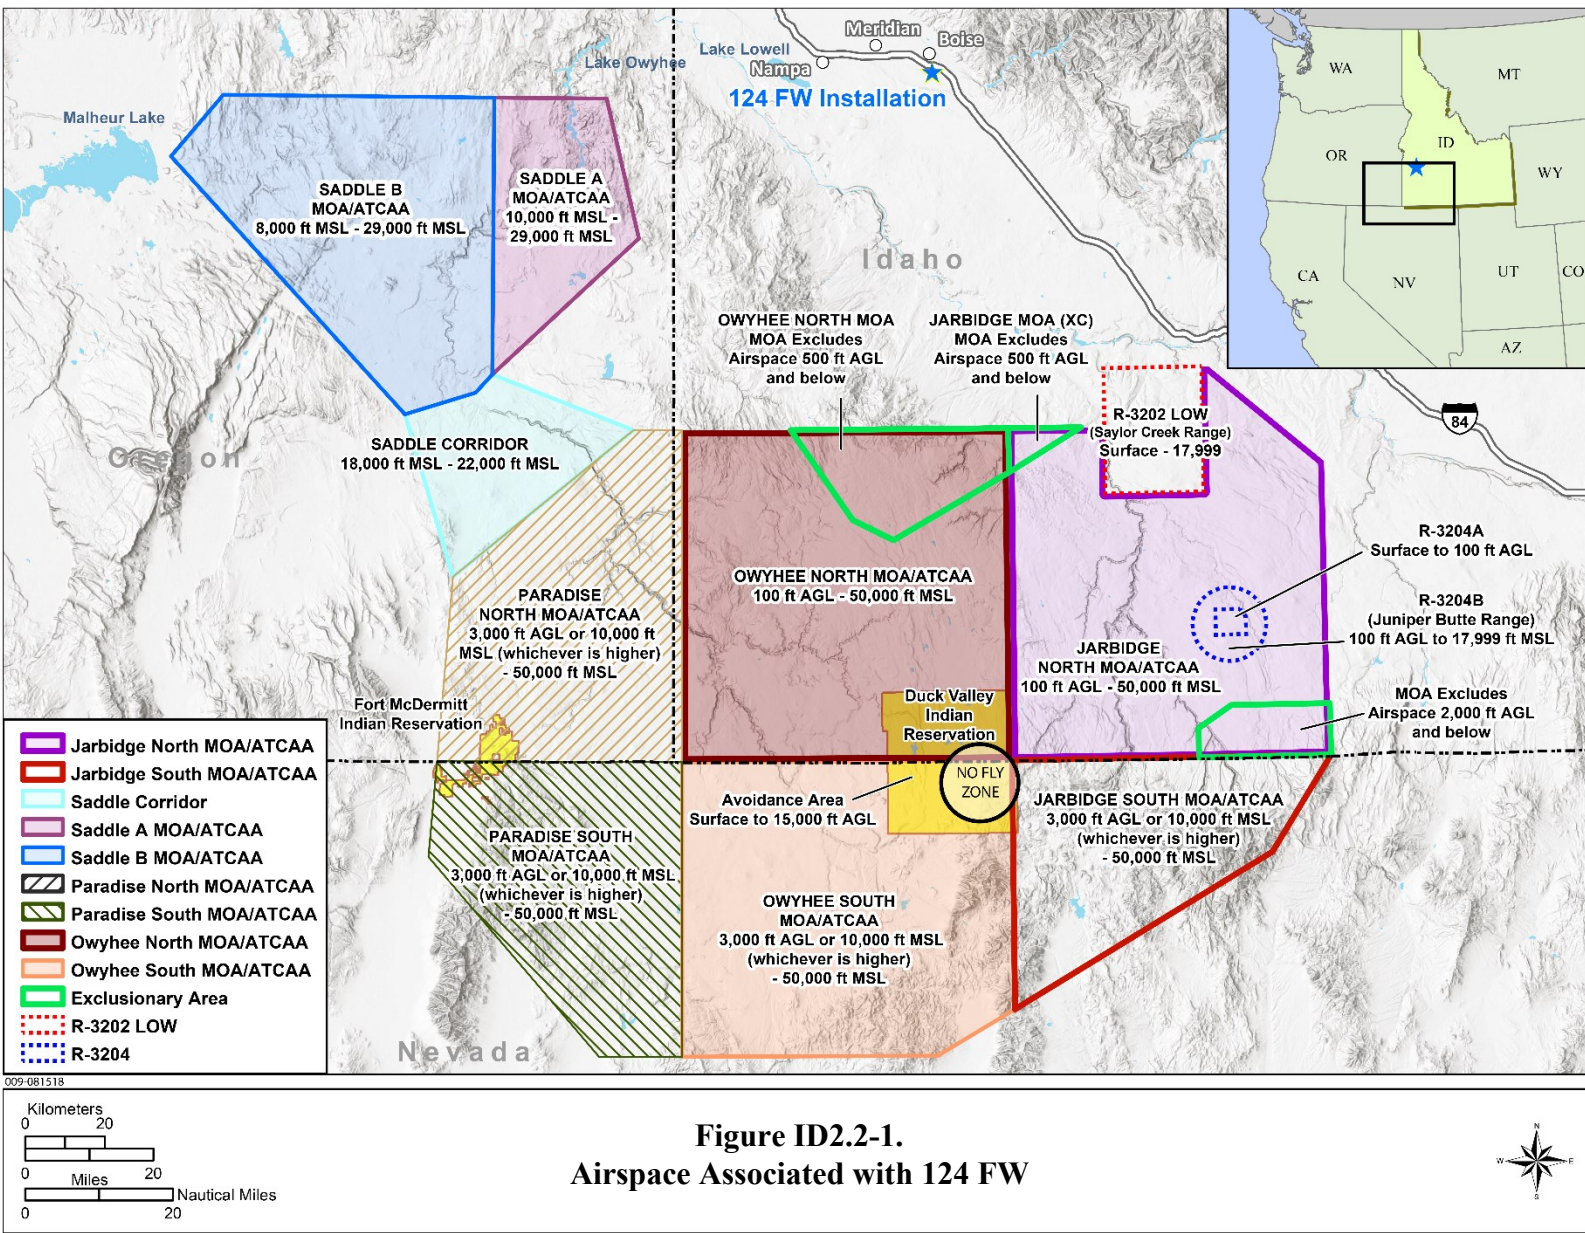 Meridian
Boise
Nampa
Lake Lowell
Lake Owyhee
124 FW Installation
Malheur Lake
SADDLE B
MOA/ATCAA
8,000 ft MSL - 29,000 ft MSL
SADDLE A
MOA/ATCAA
10,000 ft MSL -
29,000 ft MSL
WA
MT
OR
ID
WY
CA
NV
UT
CO
AZ
Idaho
OWYHEE NORTH MOA
MOA Excludes
Airspace 500 ft AGL
and below
JARBIDGE MOA (XC)
MOA Excludes
Airspace 500 ft AGL
and below
R-3202 LOW
(Saylor Creek Range)
Surface - 17,999
84
SADDLE CORRIDOR
18,000 ft MSL - 22,000 ft MSL
Oregon
R-3204A
Surface to 100 ft AGL
R-3204B
(Juniper Butte Range)
100 ft AGL to 17,999 ft MSL
OWYHEE NORTH MOA/ATCAA
100 ft AGL - 50,000 ft MSL
PARADISE
NORTH MOA/ATCAA
3,000 ft AGL or 10,000 ft
MSL (whichever is higher)
- 50,000 ft MSL
JARBIDGE
NORTH MOA/ATCAA
100 ft AGL - 50,000 ft MSL
MOA Excludes
Airspace 2,000 ft AGL
and below
Fort McDermitt
Indian Reservation
Duck Valley
Indian
Reservation
NO FLY
ZONE
Avoidance Area
Surface to 15,000 ft AGL
JARBIDGE SOUTH MOA/ATCAA
3,000 ft AGL or 10,000 ft MSL
(whichever is higher)
- 50,000 ft MSL
PARADISE SOUTH
MOA/ATCAA
3,000 ft AGL or 10,000 ft MSL
(whichever is higher)
- 50,000 ft MSL
OWYHEE SOUTH
MOA/ATCAA
3,000 ft AGL or 10,000 ft MSL
(whichever is higher)
- 50,000 ft MSL
Nevada
Jarbidge North MOA/ATCAA
Jarbidge South MOA/ATCAA
Saddle Corridor
Saddle A MOA/ATCAA
Saddle B MOA/ATCAA
Paradise North MOA/ATCAA
Paradise South MOA/ATCAA
Owyhee North MOA/ATCAA
Owyhee South MOA/ATCAA
Exclusionary Area
R-3202 LOW
R-3204
009-081518
Kilometers
0 20
0 20
Miles
Nautical Miles
0 20
Figure ID2.2-1.
Airspace Associated with 124 FW
N
W E
S